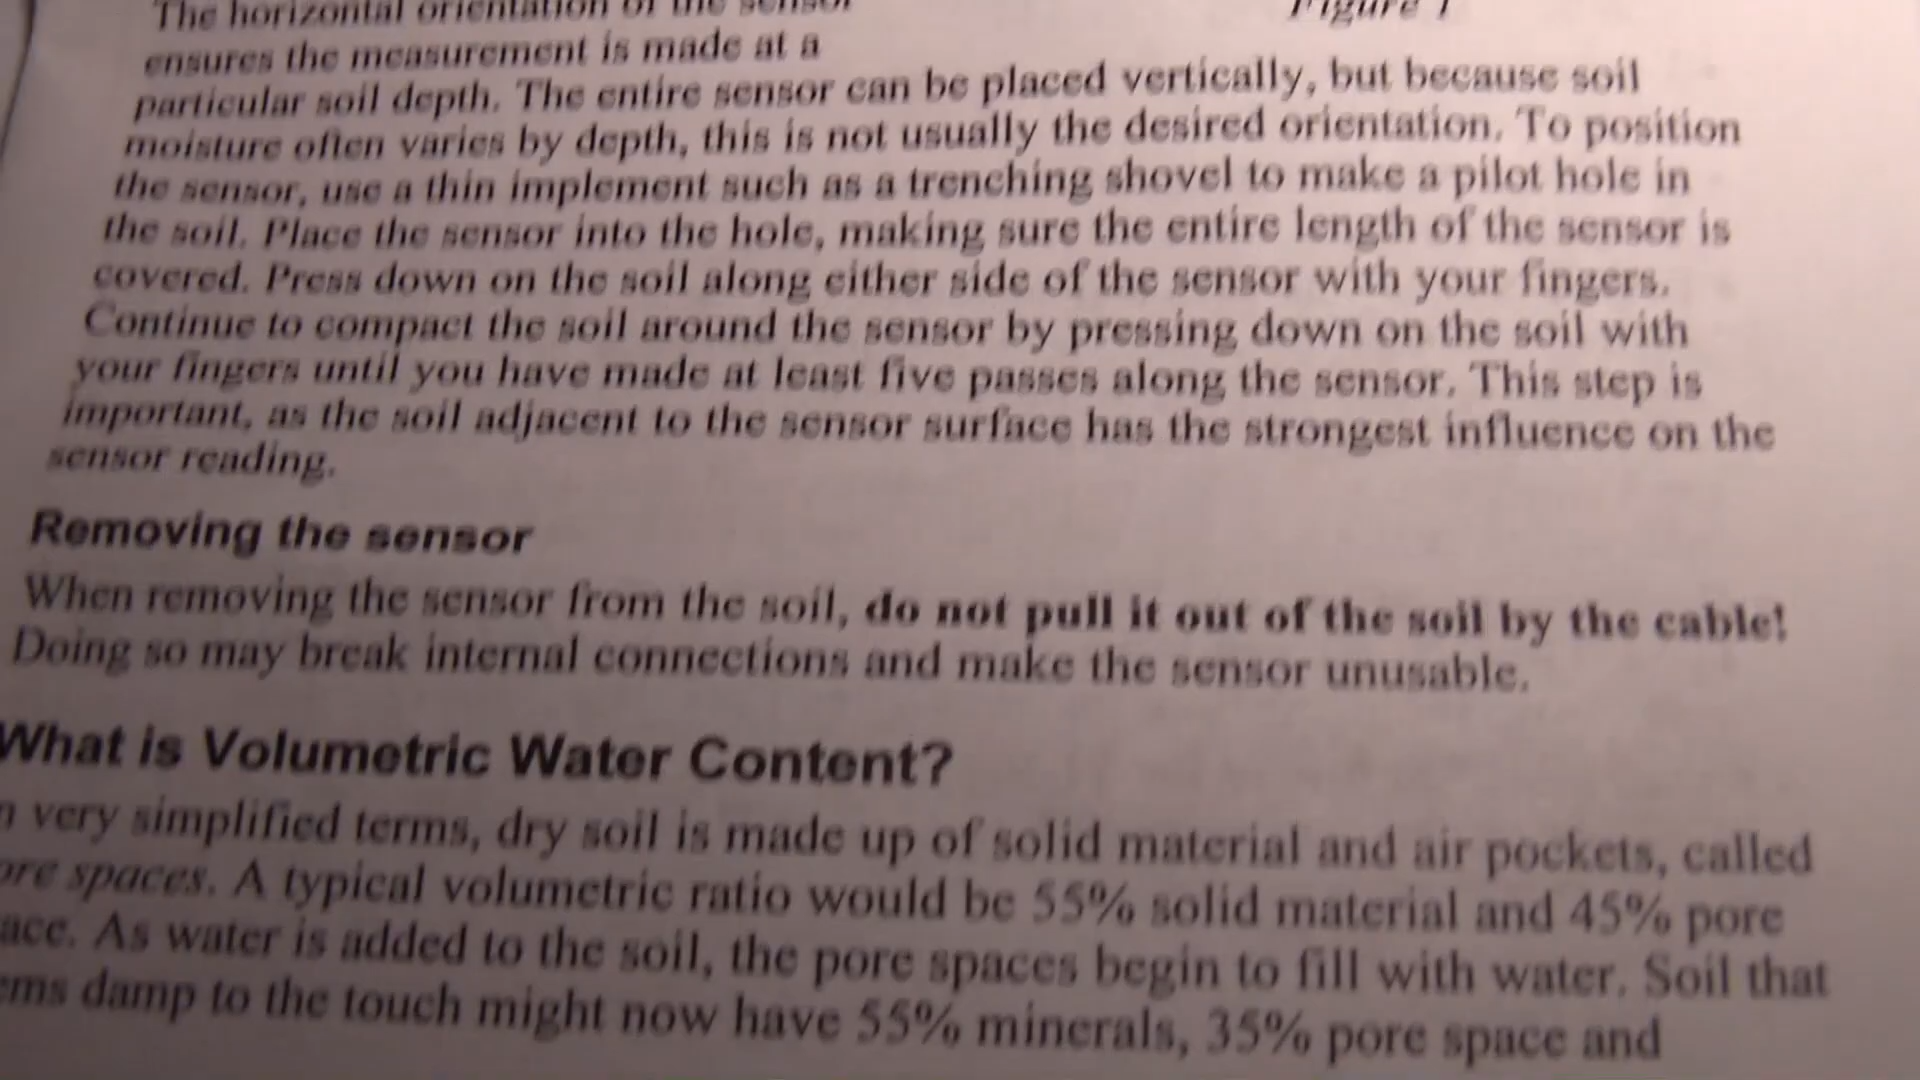 The horizontal orientation of the sensor
Figure 1
ensures the measurement is made at a
particular soil depth. The entire sensor can be placed vertically, but because soil
moisture often varies by depth, this is not usually the desired orientation. To position
the sensor, use a thin implement such as a trenching shovel to make a pilot hole in
the soil. Place the sensor into the hole, making sure the entire length of the sensor is
covered. Press down on the soil along either side of the sensor with your fingers.
Continue to compact the soil around the sensor by pressing down on the soil with
your fingers until you have made at least five passes along the sensor. This step is
important, as the soil adjacent to the sensor surface has the strongest influence on the
sensor reading.
Removing the sensor
When removing the sensor from the soil, do not pull it out of the soil by the cable!
Doing so may break internal connections and make the sensor unusable.
What is Volumetric Water Content?
n very simplified terms, dry soil is made up of solid material and air pockets, called
ore spaces. A typical volumetric ratio would be 55% solid material and 45% pore
ace. As water is added to the soil, the pore spaces begin to fill with water. Soil that
ems damp to the touch might now have 55% minerals, 35% pore space and